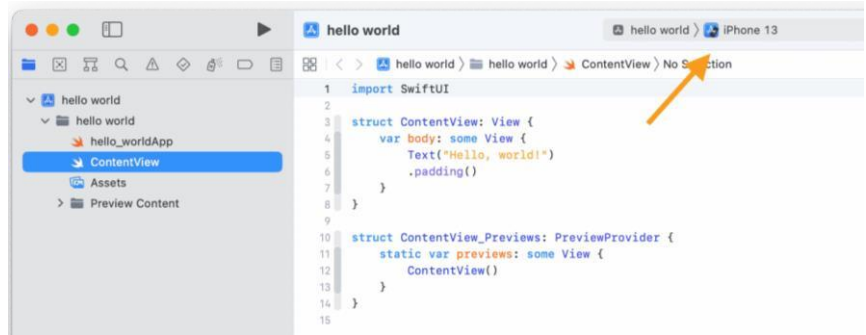 hello world
hello world 〉 iPhone 13
hello world 〉 hello world 〉 ContentView 〉 No Selection
hello world
hello world
hello_worldApp
ContentView
Assets
Preview Content
1 import SwiftUI
2
3 struct ContentView: View {
4 var body: some View {
5 Text("Hello, world!")
6 .padding()
7 }
8 }
9
10 struct ContentView_Previews: PreviewProvider {
11 static var previews: some View {
12 ContentView()
13 }
14 }
15